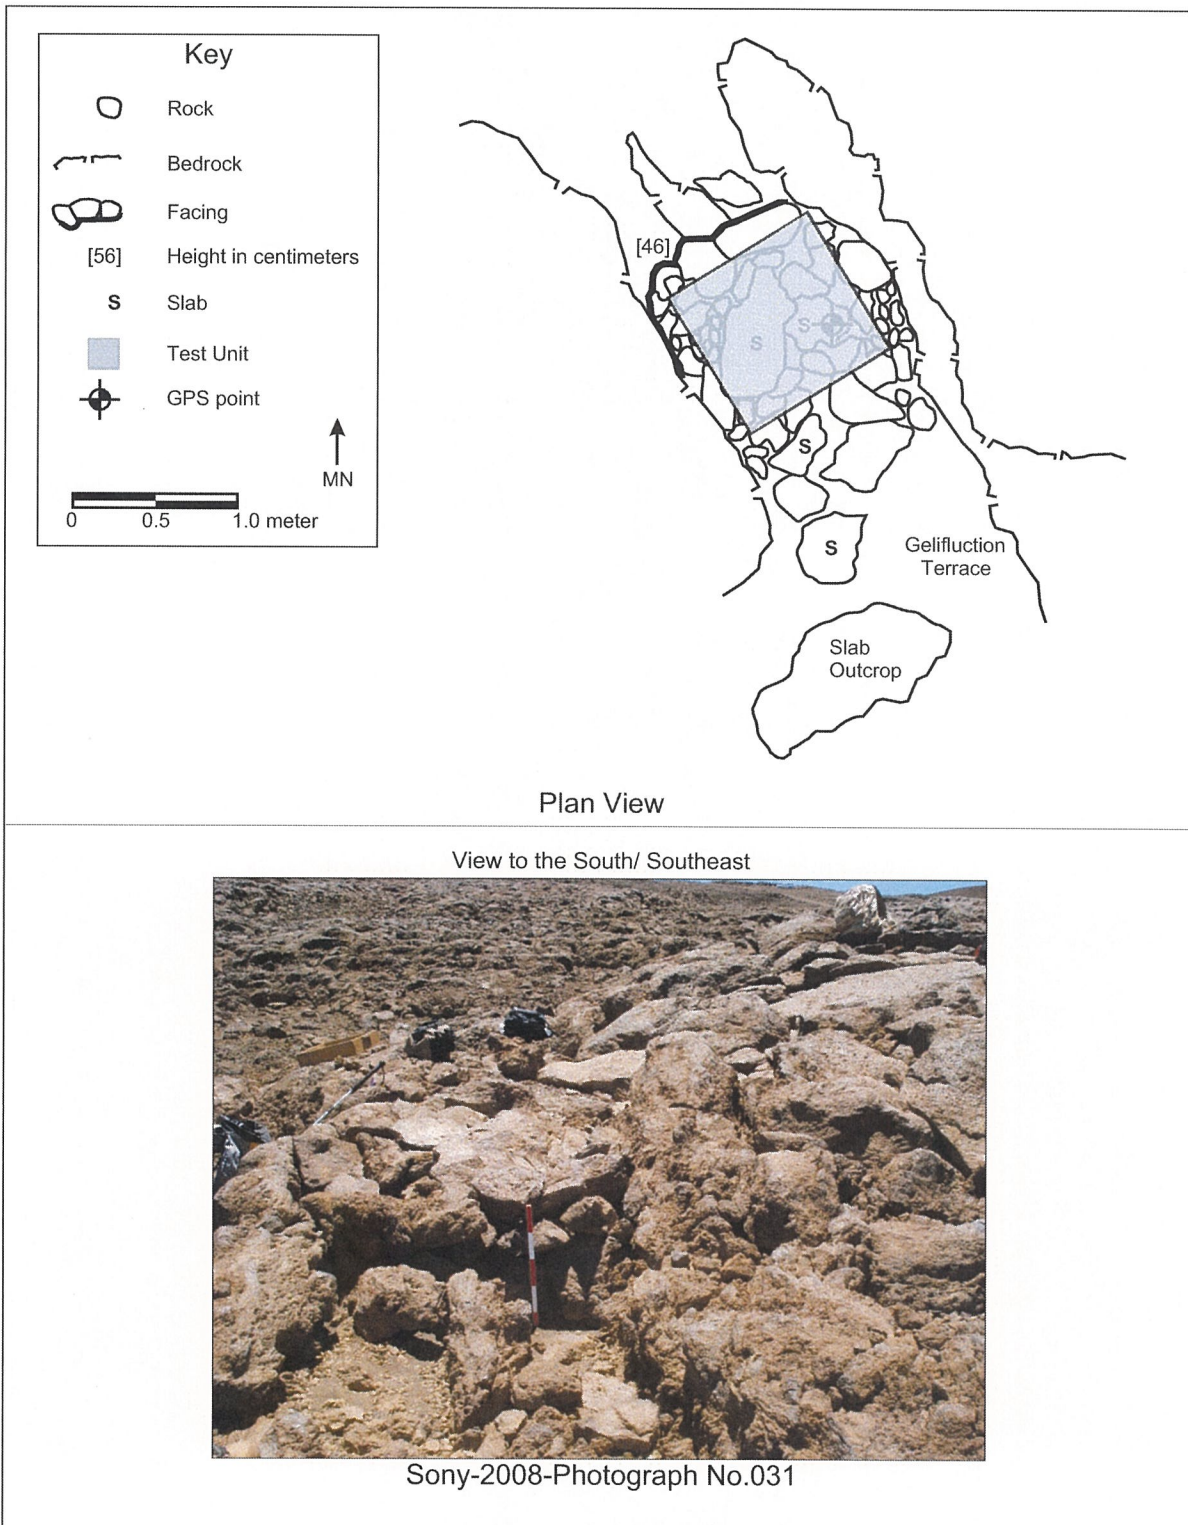 Key
Rock
Bedrock
Facing
[56] Height in centimeters
S Slab
Test Unit
GPS point
MN
0 0.5 1.0 meter
[46]
S
S
S
S
Gelifluction
Terrace
Slab
Outcrop
Plan View
View to the South/ Southeast
Sony-2008-Photograph No.031